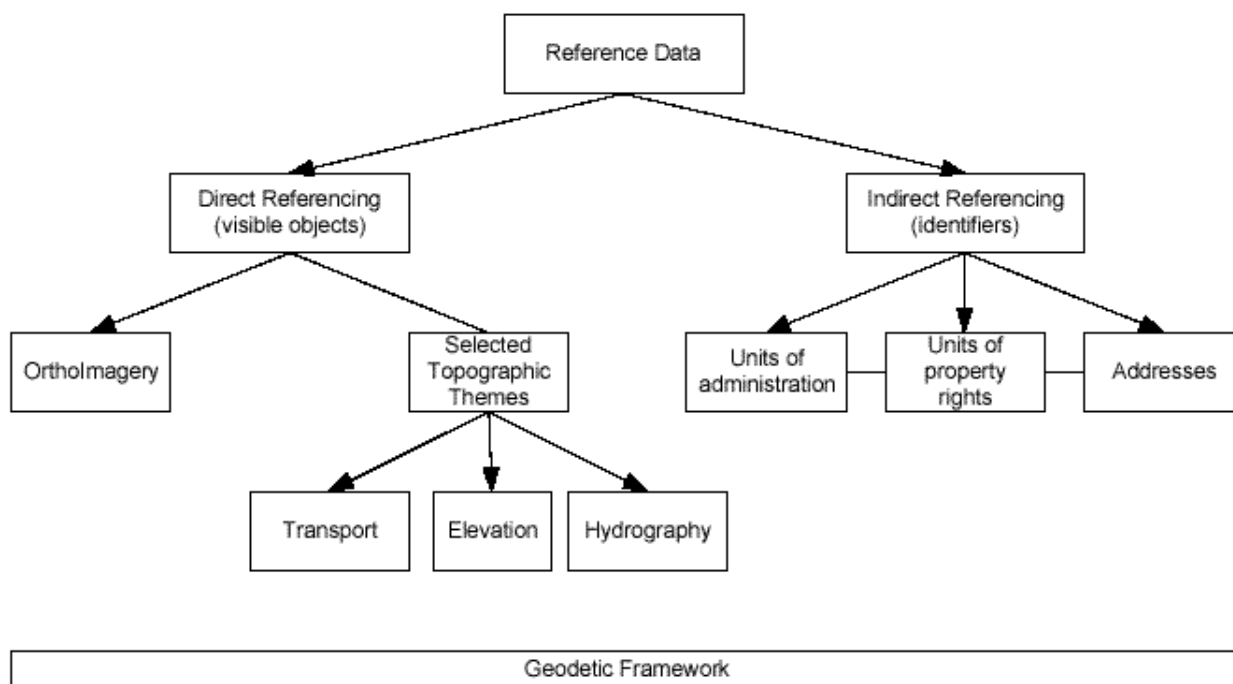 Reference Data
Direct Referencing
(visible objects)
Indirect Referencing
(identifiers)
OrthoImagery
Selected
Topographic
Themes
Units of
administration
Units of
property
rights
Addresses
Transport
Elevation
Hydrography
Geodetic Framework